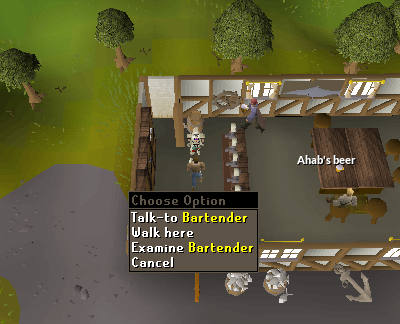 Ahab's beer
Choose Option
Talk-to Bartender
Walk here
Examine Bartender
Cancel